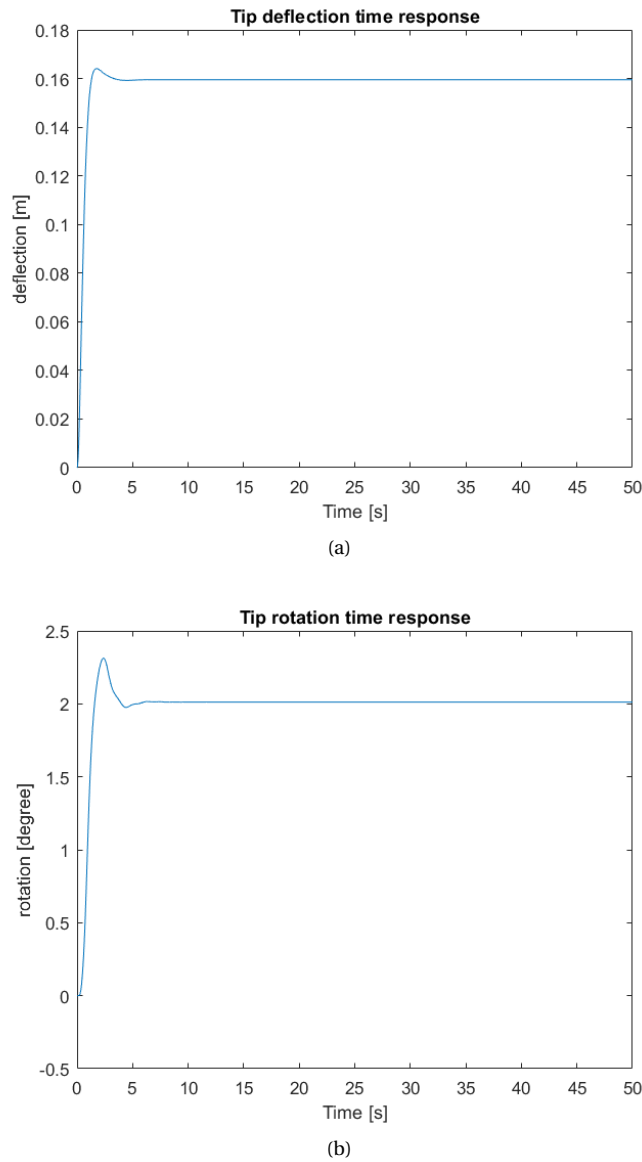 Tip deflection time response
0.18
0.16
0.14
0.12
0.1
0.08
0.06
0.04
0.02
0
deflection [m]
0 5 10 15 20 25 30 35 40 45 50
Time [s]
(a)
Tip rotation time response
2.5
2
1.5
1
0.5
0
-0.5
rotation [degree]
0 5 10 15 20 25 30 35 40 45 50
Time [s]
(b)